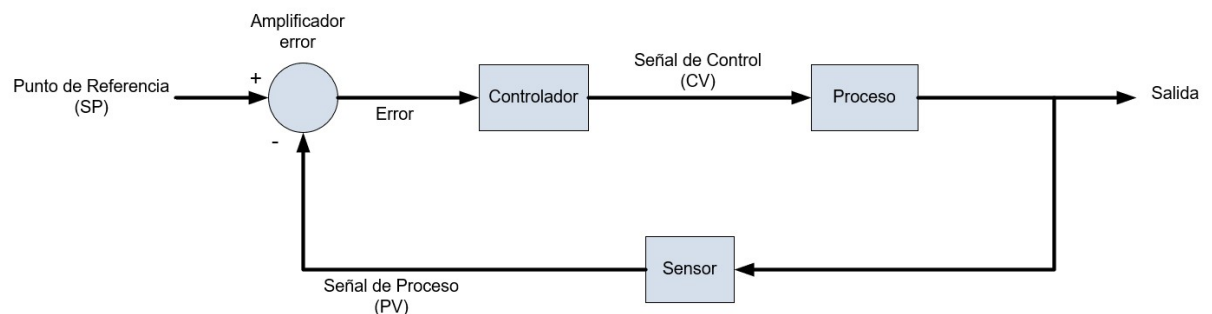 Amplificador
error
Punto de Referencia
(SP)
+
-
Error
Controlador
Señal de Control
(CV)
Proceso
Salida
Sensor
Señal de Proceso
(PV)